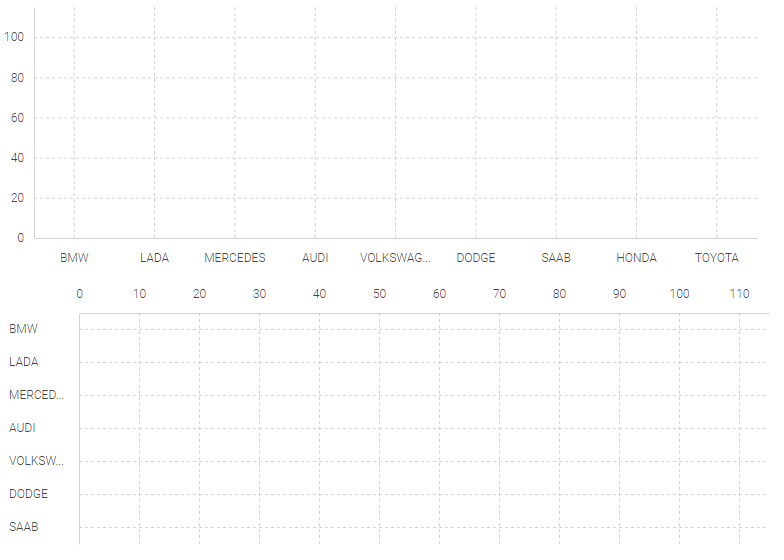 100
80
60
40
20
0
BMW LADA MERCEDES AUDI VOLKSWAG... DODGE SAAB HONDA TOYOTA
0 10 20 30 40 50 60 70 80 90 100 110
BMW
LADA
MERCED...
AUDI
VOLKSW...
DODGE
SAAB